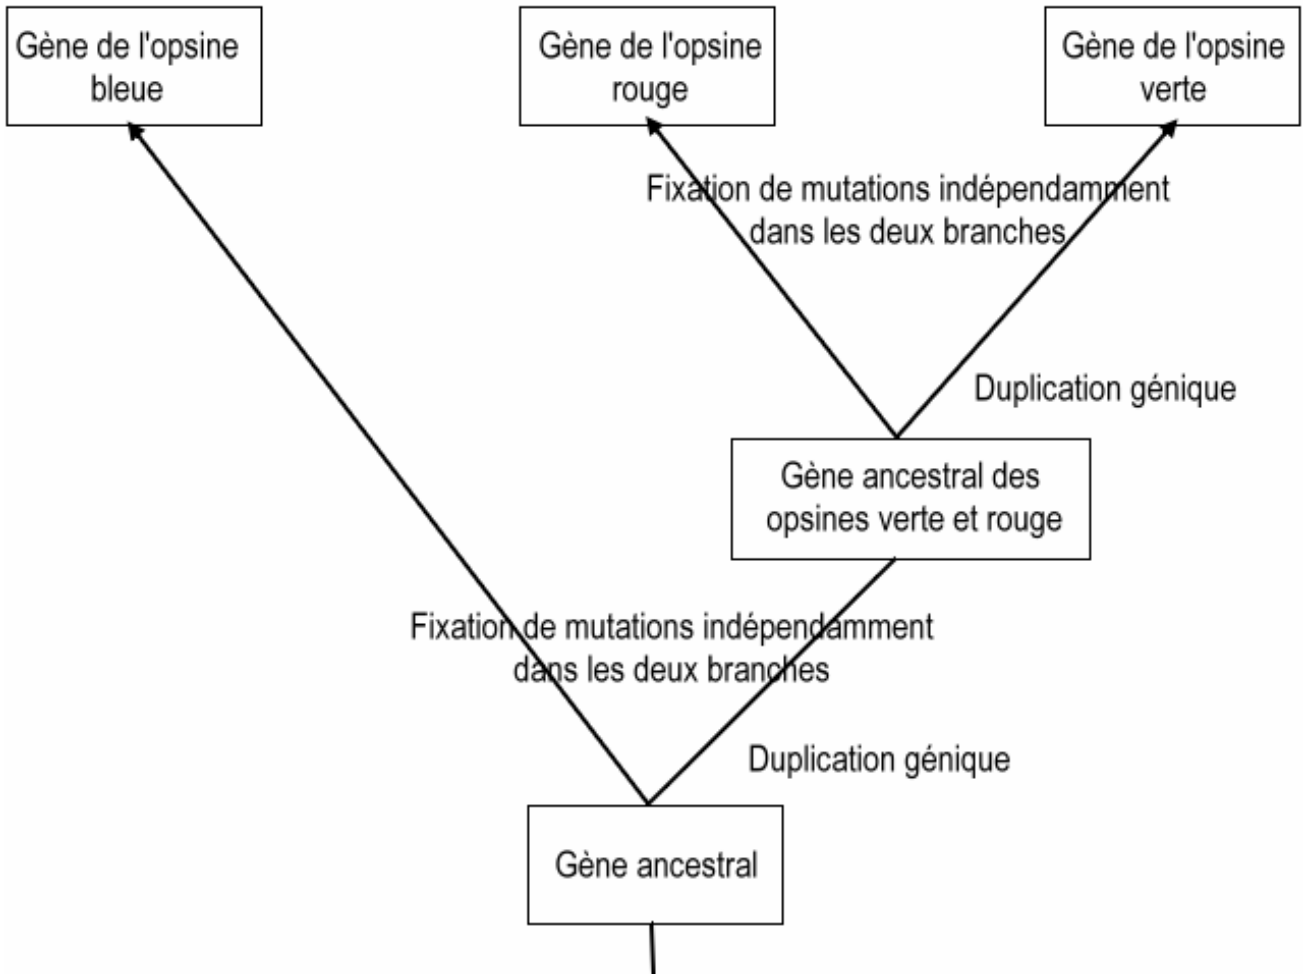 Gène de l'opsine
bleue
Gène de l'opsine
rouge
Gène de l'opsine
verte
Fixation de mutations indépendamment
dans les deux branches
Duplication génique
Gène ancestral des
opsines verte et rouge
Fixation de mutations indépendamment
dans les deux branches
Duplication génique
Gène ancestral